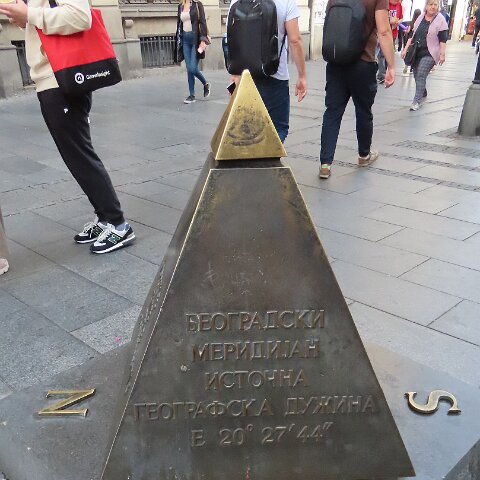 БЕОГРАДСКИ
МЕРИДИЈАН
ИСТОЧНА
ГЕОГРАФСКА ДУЖИНА
E 20° 27′44″
N
S